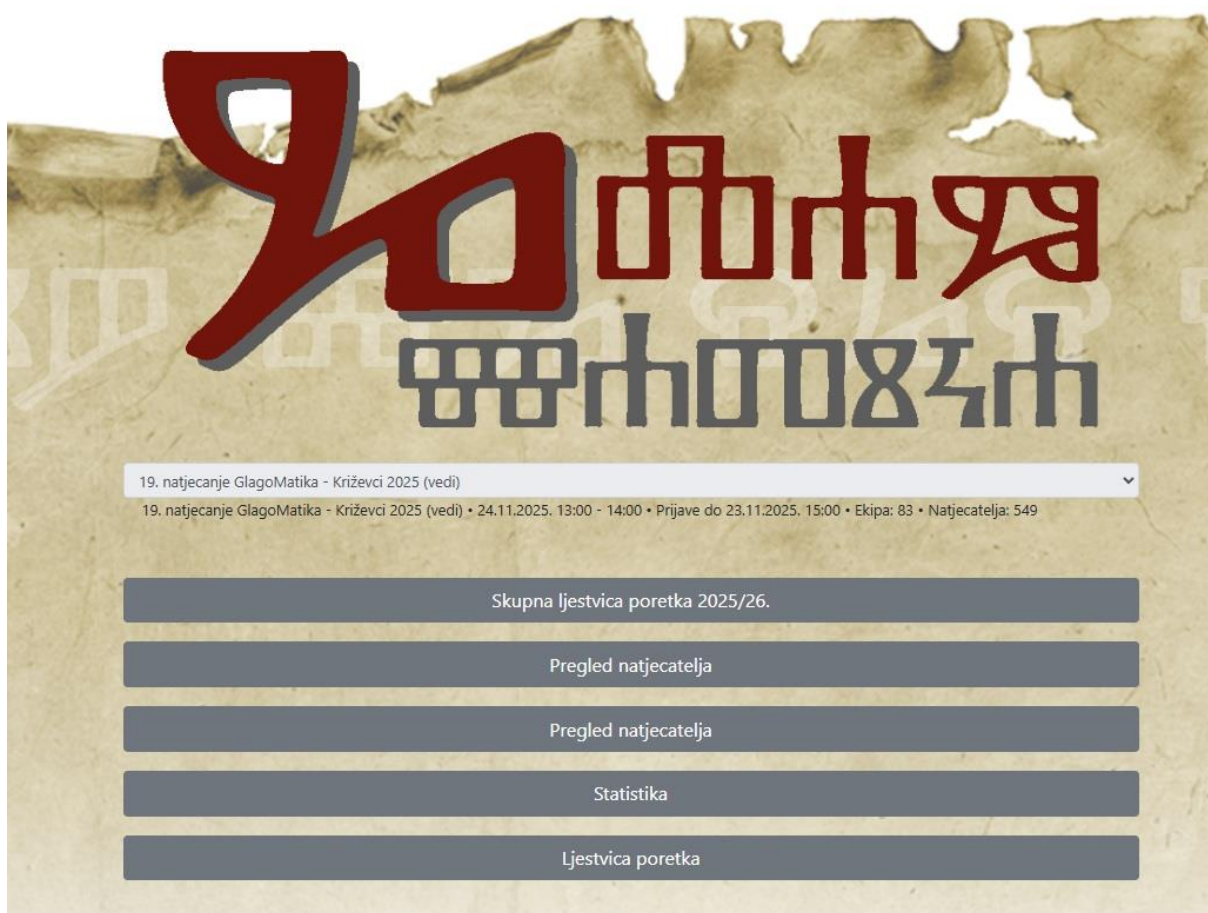 ⰳⰾⰰⰳⱁ
ⰿⰰⱅⰻⰽⰰ
19. natjecanje GlagoMatika - Križevci 2025 (vedi)
19. natjecanje GlagoMatika - Križevci 2025 (vedi) • 24.11.2025. 13:00 - 14:00 • Prijave do 23.11.2025. 15:00 • Ekipa: 83 • Natjecatelja: 549
Skupna ljestvica poretka 2025/26.
Pregled natjecatelja
Pregled natjecatelja
Statistika
Ljestvica poretka